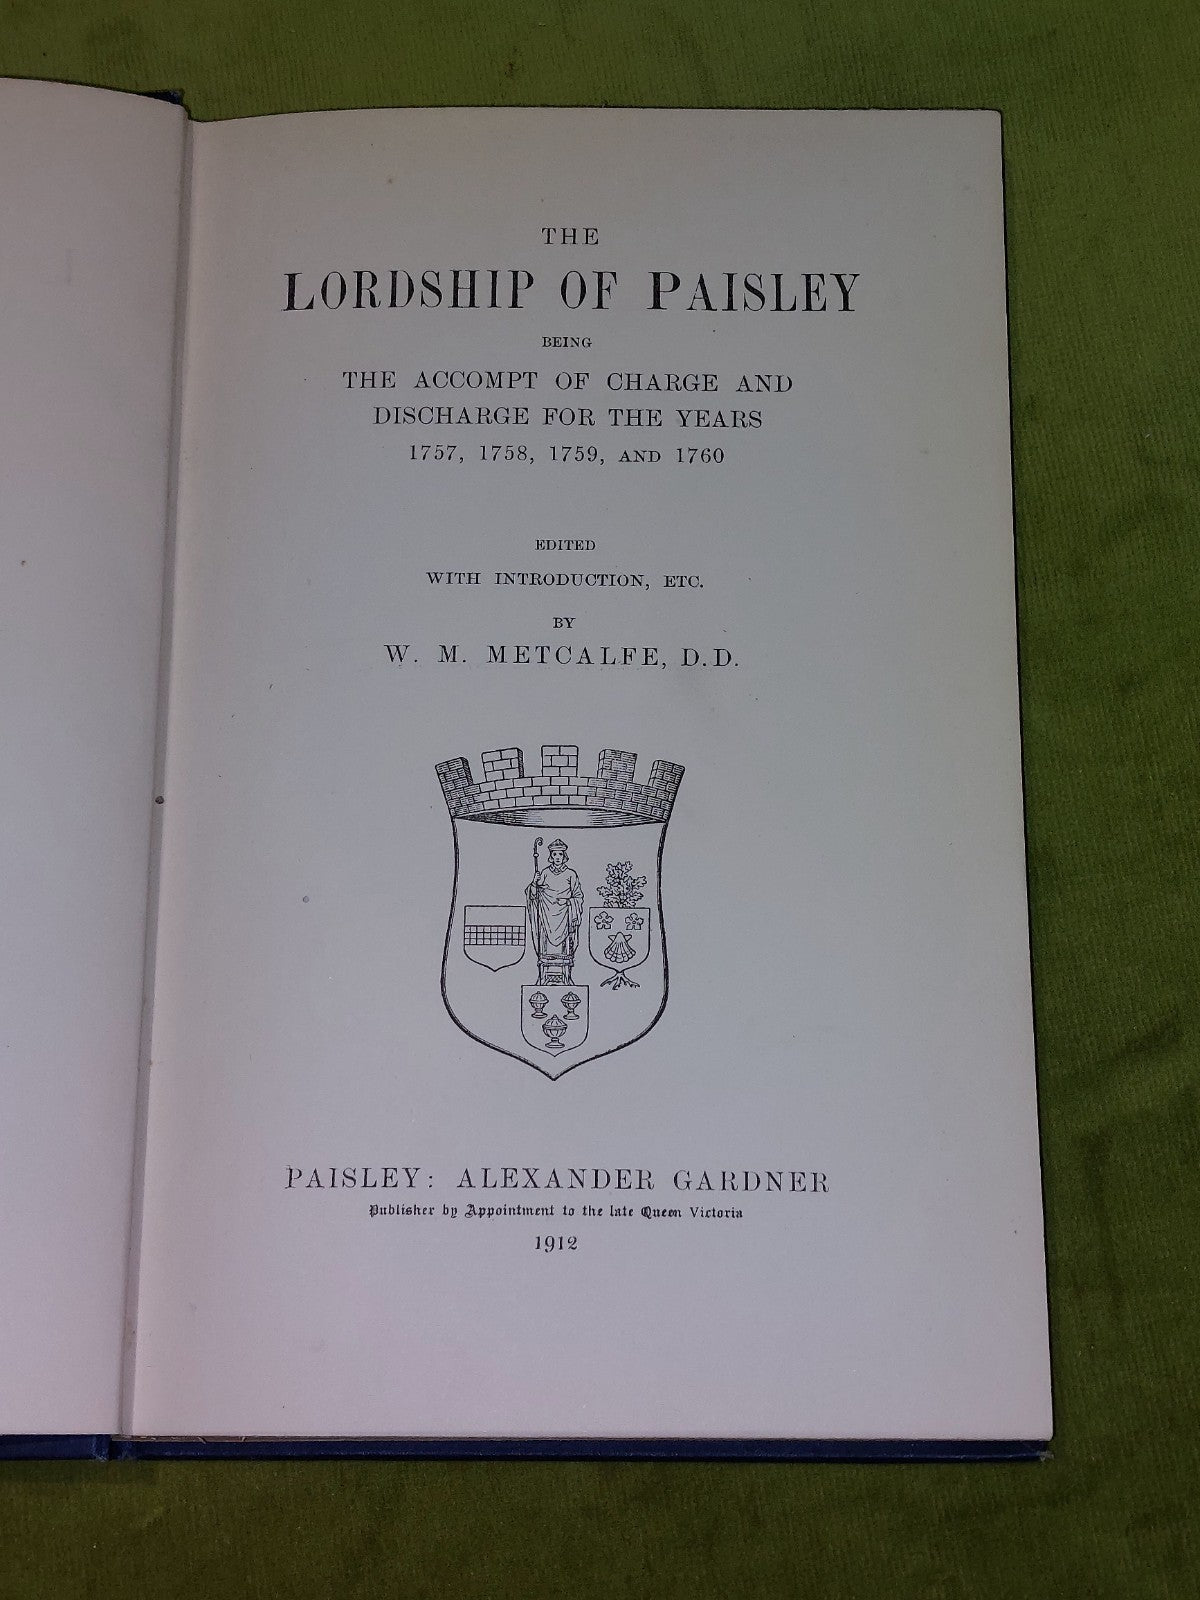 THE
LORDSHIP OF PAISLEY
BEING
THE ACCOMPT OF CHARGE AND
DISCHARGE FOR THE YEARS
1757, 1758, 1759, AND 1760
EDITED
WITH INTRODUCTION, ETC.
BY
W. M. METCALFE, D.D.
PAISLEY: ALEXANDER GARDNER
Publisher by Appointment to the late Queen Victoria
1912